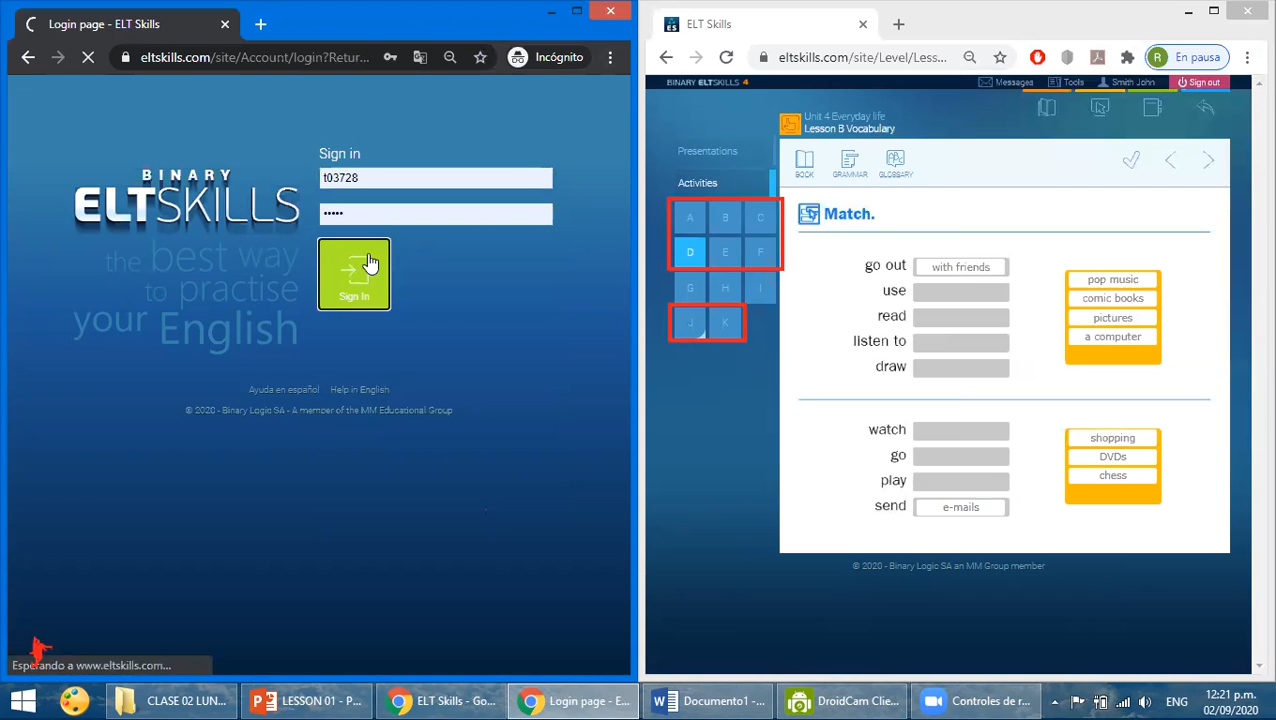 Login page - ELT Skills
eltskills.com/site/Account/login?Retur...
Incógnito
BINARY
ELTSKILLS
the best way
to practise
your English
Sign in
t03728
•••••
Sign In
Ayuda en español Help in English
© 2020 - Binary Logic SA - A member of the MM Educational Group
Esperando a www.eltskills.com...
ELT Skills
eltskills.com/site/Level/Less...
R En pausa
BINARY ELTSKILLS 4
Messages Tools Smith John Sign out
Unit 4 Everyday life
Lesson B Vocabulary
Presentations
Activities
A B C
D E F
G H I
J K
BOOK GRAMMAR GLOSSARY
Match.
go out with friends
use
read
listen to
draw
pop music
comic books
pictures
a computer
watch
go
play
send e-mails
shopping
DVDs
chess
© 2020 - Binary Logic SA an MM Group member
CLASE 02 LUN...
LESSON 01 - P...
ELT Skills - Go...
Login page - E...
Documento1 -...
DroidCam Clie...
Controles de r...
ENG
12:21 p.m.
02/09/2020